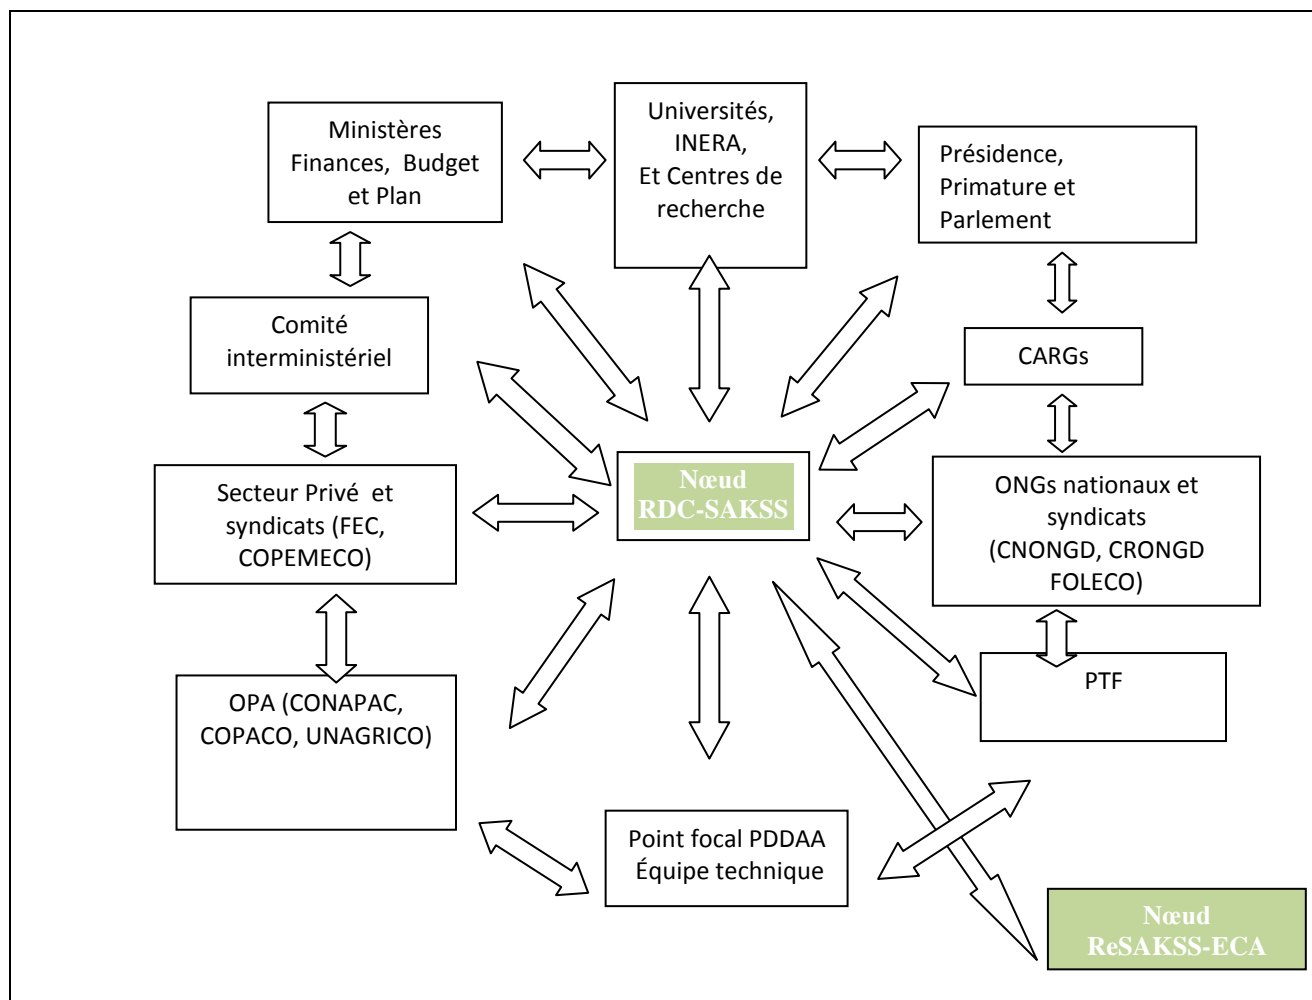 Ministères
Finances, Budget
et Plan
Universités,
INERA,
Et Centres de
recherche
Présidence,
Primature et
Parlement
Comité
interministériel
CARGs
Secteur Privé et
syndicats (FEC,
COPEMECO)
Nœud
RDC-SAKSS
ONGs nationaux et
syndicats
(CNONGD, CRONGD
FOLECO)
OPA (CONAPAC,
COPACO, UNAGRICO)
PTF
Point focal PDDAA
Équipe technique
Nœud
ReSAKSS-ECA